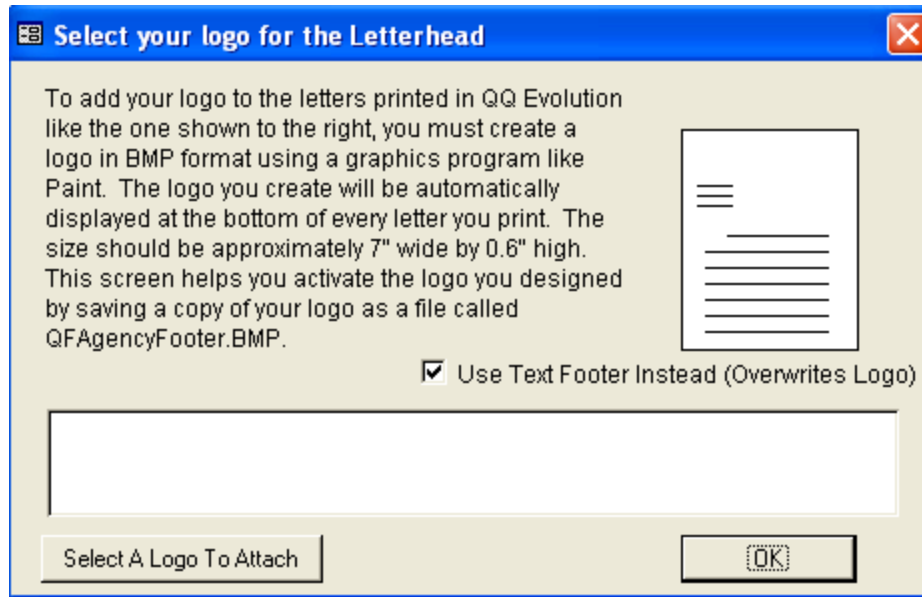 Select your logo for the Letterhead
To add your logo to the letters printed in QQ Evolution
like the one shown to the right, you must create a
logo in BMP format using a graphics program like
Paint.  The logo you create will be automatically
displayed at the bottom of every letter you print.  The
size should be approximately 7" wide by 0.6" high.
This screen helps you activate the logo you designed
by saving a copy of your logo as a file called
QFAgencyFooter.BMP.
Use Text Footer Instead (Overwrites Logo)
Select A Logo To Attach
OK